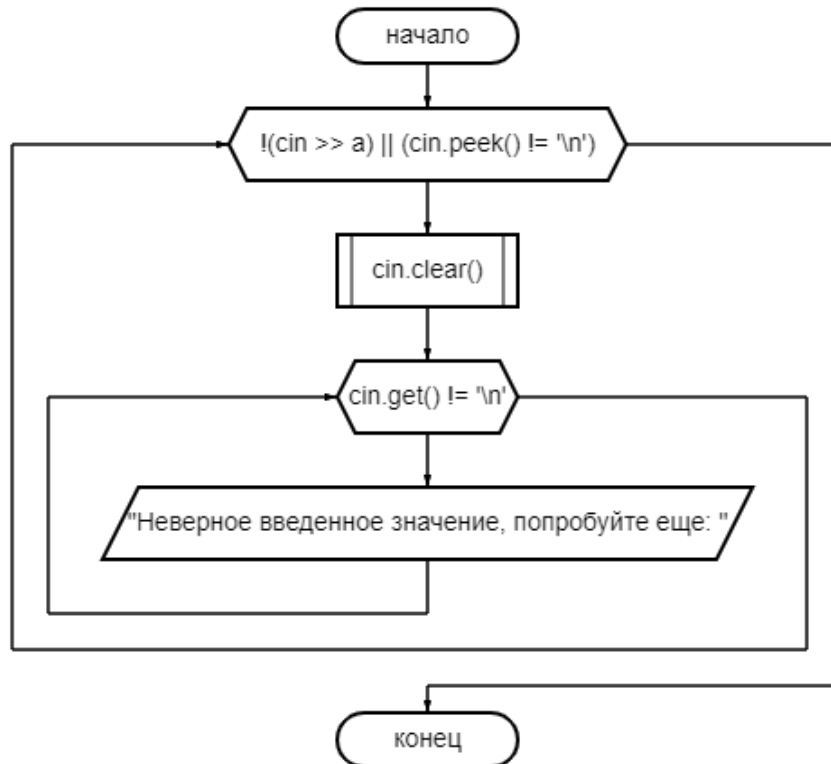 начало
!(cin >> a) || (cin.peek() != '\n')
cin.clear()
cin.get() != '\n'
"Неверное введенное значение, попробуйте еще: "
конец